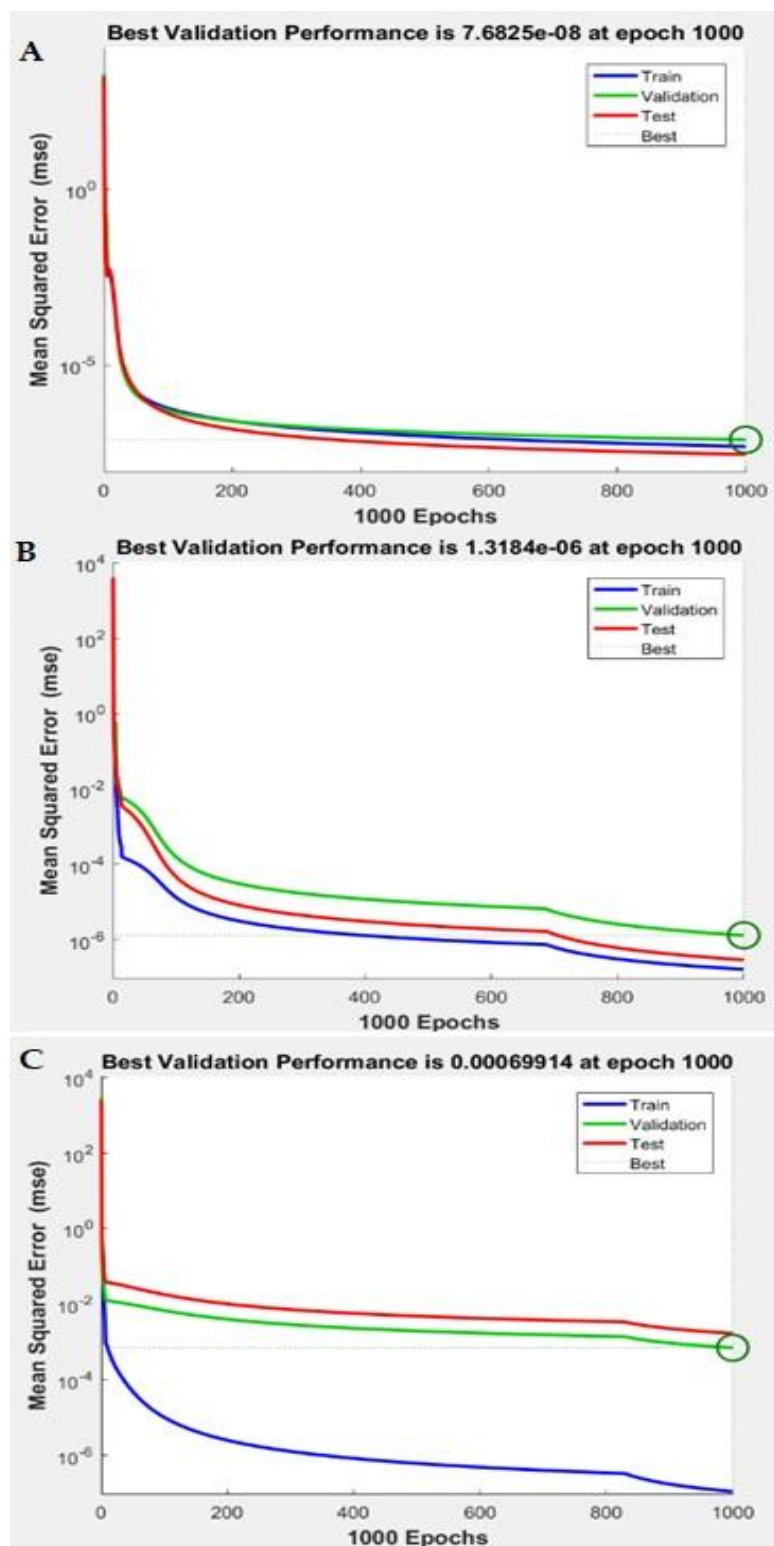 A
Best Validation Performance is 7.6825e-08 at epoch 1000
Train
Validation
Test
Best
Mean Squared Error (mse)
10^0
10^-5
0 200 400 600 800 1000
1000 Epochs
B
Best Validation Performance is 1.3184e-06 at epoch 1000
Train
Validation
Test
Best
Mean Squared Error (mse)
10^4
10^2
10^0
10^-2
10^-4
10^-6
0 200 400 600 800 1000
1000 Epochs
C
Best Validation Performance is 0.00069914 at epoch 1000
Train
Validation
Test
Best
Mean Squared Error (mse)
10^4
10^2
10^0
10^-2
10^-4
10^-6
0 200 400 600 800 1000
1000 Epochs